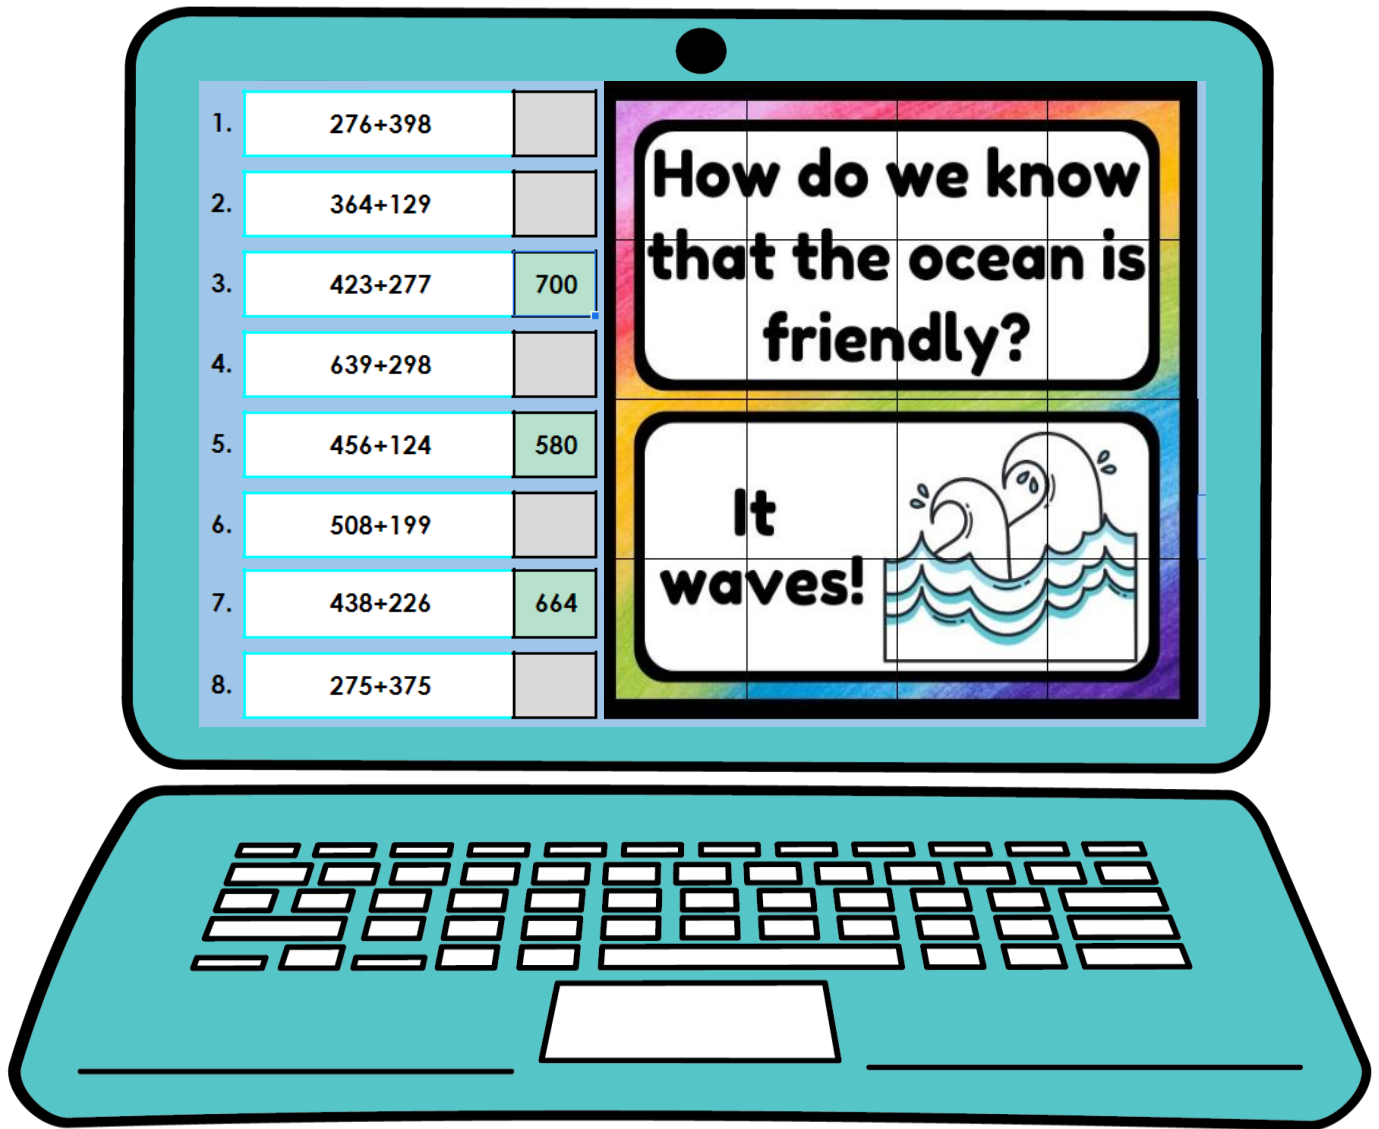 1. 276+398
2. 364+129
3. 423+277 700
4. 639+298
5. 456+124 580
6. 508+199
7. 438+226 664
8. 275+375
How do we know
that the ocean is
friendly?
It
waves!